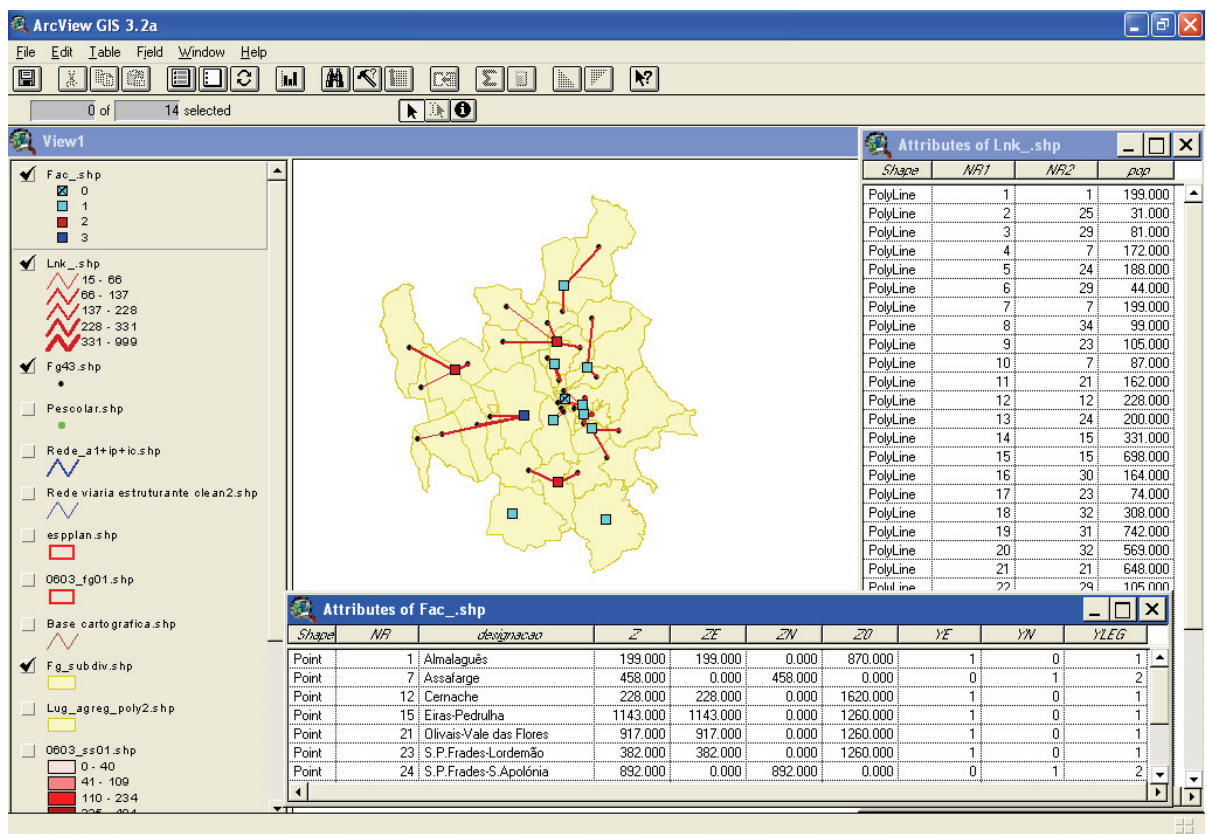 ArcView GIS 3.2a
File Edit Table Field Window Help
0 of 14 selected
View1
Fac_.shp
0
1
2
3
Lnk_.shp
15 - 66
66 - 137
137 - 228
228 - 331
331 - 999
Fg43.shp
Pescolar.shp
Rede_a1+ip+ic.shp
Rede viaria estruturante clean2.shp
espplan.shp
0603_fg01.shp
Base cartografica.shp
Fg_subdiv.shp
Lug_agreg_poly2.shp
0603_ss01.shp
0 - 40
41 - 109
110 - 234
Attributes of Lnk_.shp
Shape NR1 NR2 pop
PolyLine 1 1 199.000
PolyLine 2 25 31.000
PolyLine 3 29 81.000
PolyLine 4 7 172.000
PolyLine 5 24 188.000
PolyLine 6 29 44.000
PolyLine 7 7 199.000
PolyLine 8 34 99.000
PolyLine 9 23 105.000
PolyLine 10 7 87.000
PolyLine 11 21 162.000
PolyLine 12 12 228.000
PolyLine 13 24 200.000
PolyLine 14 15 331.000
PolyLine 15 15 698.000
PolyLine 16 30 164.000
PolyLine 17 23 74.000
PolyLine 18 32 308.000
PolyLine 19 31 742.000
PolyLine 20 32 569.000
PolyLine 21 21 648.000
PolyLine 22 29 105.000
Attributes of Fac_.shp
Shape NR designacao Z ZE ZN Z0 YE YN YLEG
Point 1 Almalaguês 199.000 199.000 0.000 870.000 1 0 1
Point 7 Assafarge 458.000 0.000 458.000 0.000 0 1 2
Point 12 Cernache 228.000 228.000 0.000 1620.000 1 0 1
Point 15 Eiras-Pedrulha 1143.000 1143.000 0.000 1260.000 1 0 1
Point 21 Olivais-Vale das Flores 917.000 917.000 0.000 1260.000 1 0 1
Point 23 S.P.Frades-Lordemão 382.000 382.000 0.000 1260.000 1 0 1
Point 24 S.P.Frades-S.Apolónia 892.000 0.000 892.000 0.000 0 1 2